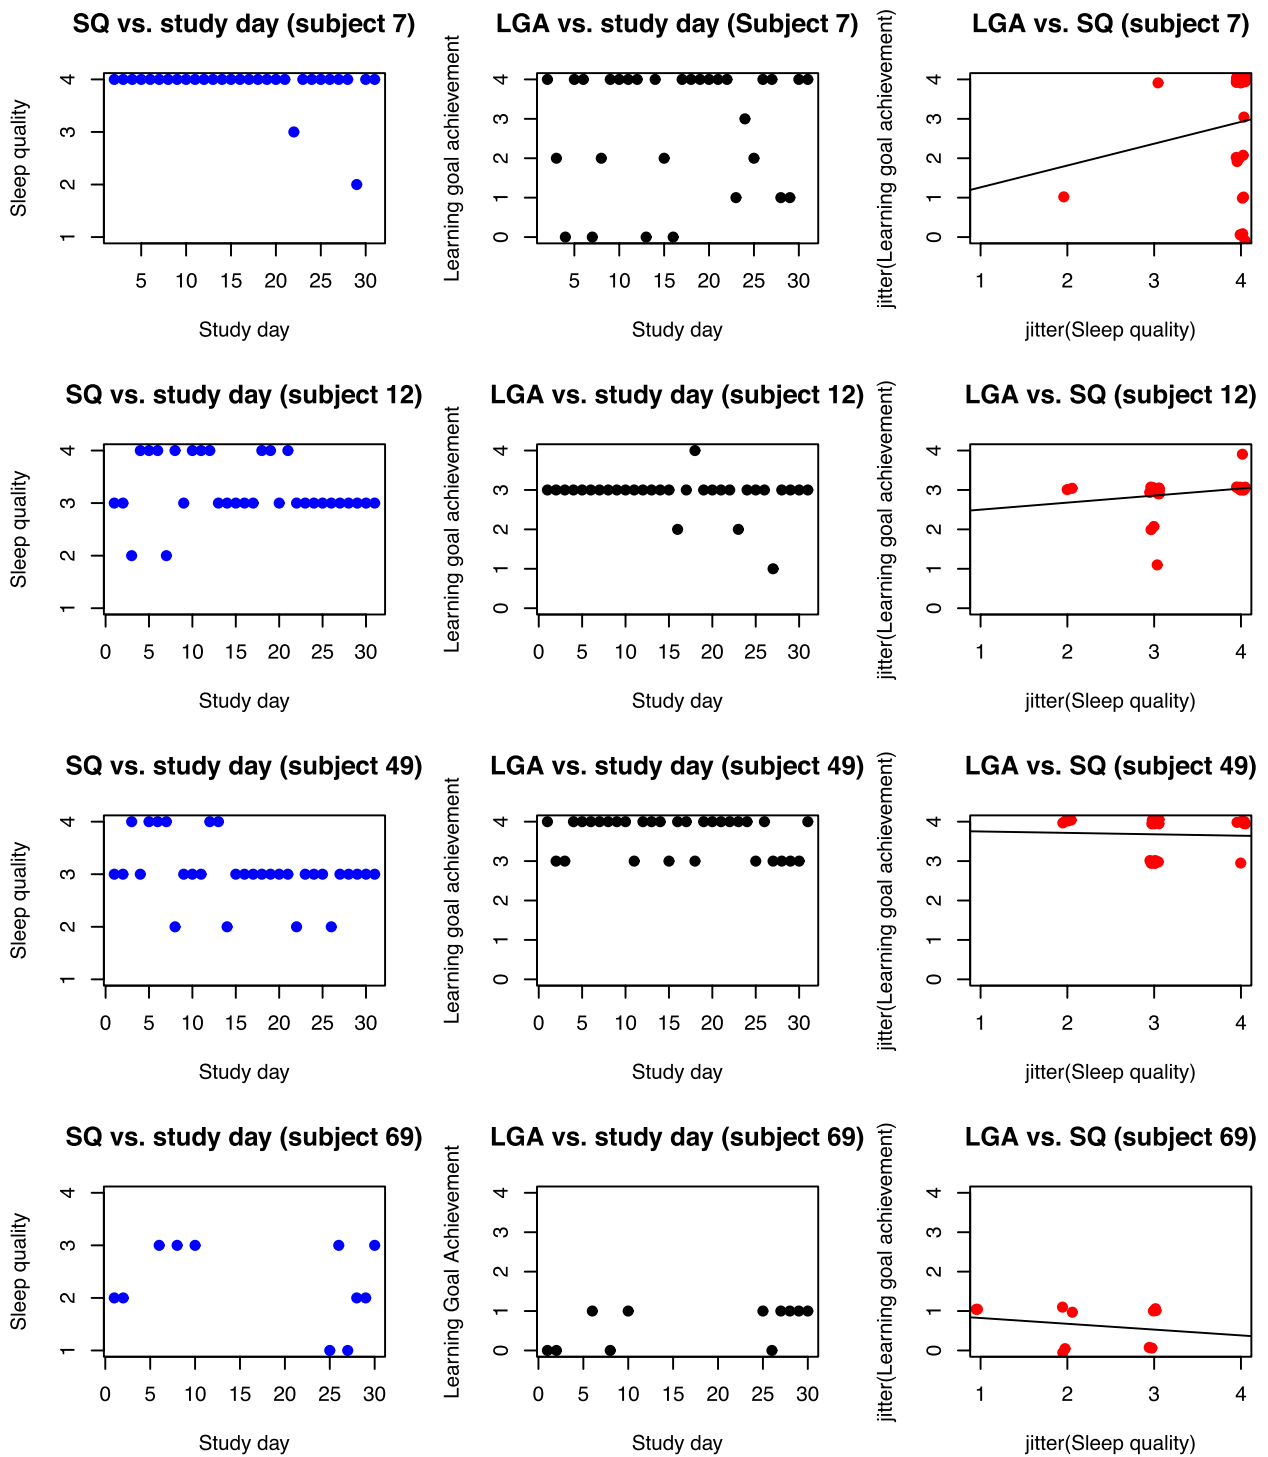 SQ vs. study day (subject 7)
Sleep quality
4
3
2
1
5 10 15 20 25 30
Study day
LGA vs. study day (Subject 7)
Learning goal achievement
4
3
2
1
0
5 10 15 20 25 30
Study day
LGA vs. SQ (subject 7)
jitter(Learning goal achievement)
4
3
2
1
0
1 2 3 4
jitter(Sleep quality)
SQ vs. study day (subject 12)
Sleep quality
4
3
2
1
0 5 10 15 20 25 30
Study day
LGA vs. study day (subject 12)
Learning goal achievement
4
3
2
1
0
0 5 10 15 20 25 30
Study day
LGA vs. SQ (subject 12)
jitter(Learning goal achievement)
4
3
2
1
0
1 2 3 4
jitter(Sleep quality)
SQ vs. study day (subject 49)
Sleep quality
4
3
2
1
0 5 10 15 20 25 30
Study day
LGA vs. study day (subject 49)
Learning goal achievement
4
3
2
1
0
0 5 10 15 20 25 30
Study day
LGA vs. SQ (subject 49)
jitter(Learning goal achievement)
4
3
2
1
0
1 2 3 4
jitter(Sleep quality)
SQ vs. study day (subject 69)
Sleep quality
4
3
2
1
0 5 10 15 20 25 30
Study day
LGA vs. study day (subject 69)
Learning Goal Achievement
4
3
2
1
0
0 5 10 15 20 25 30
Study day
LGA vs. SQ (subject 69)
jitter(Learning goal achievement)
4
3
2
1
0
1 2 3 4
jitter(Sleep quality)